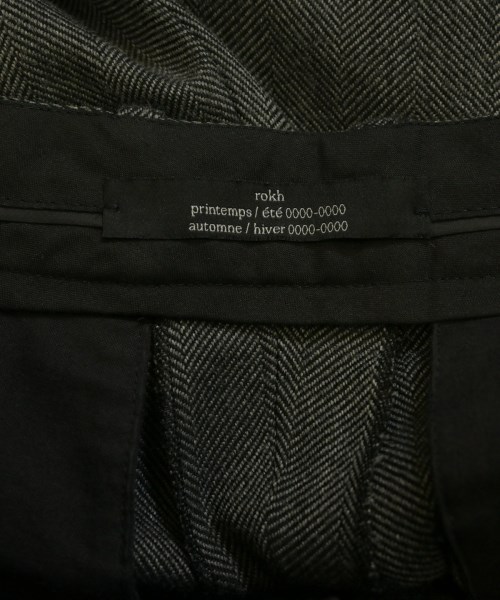 rokh
printemps / été 0000-0000
automne / hiver 0000-0000